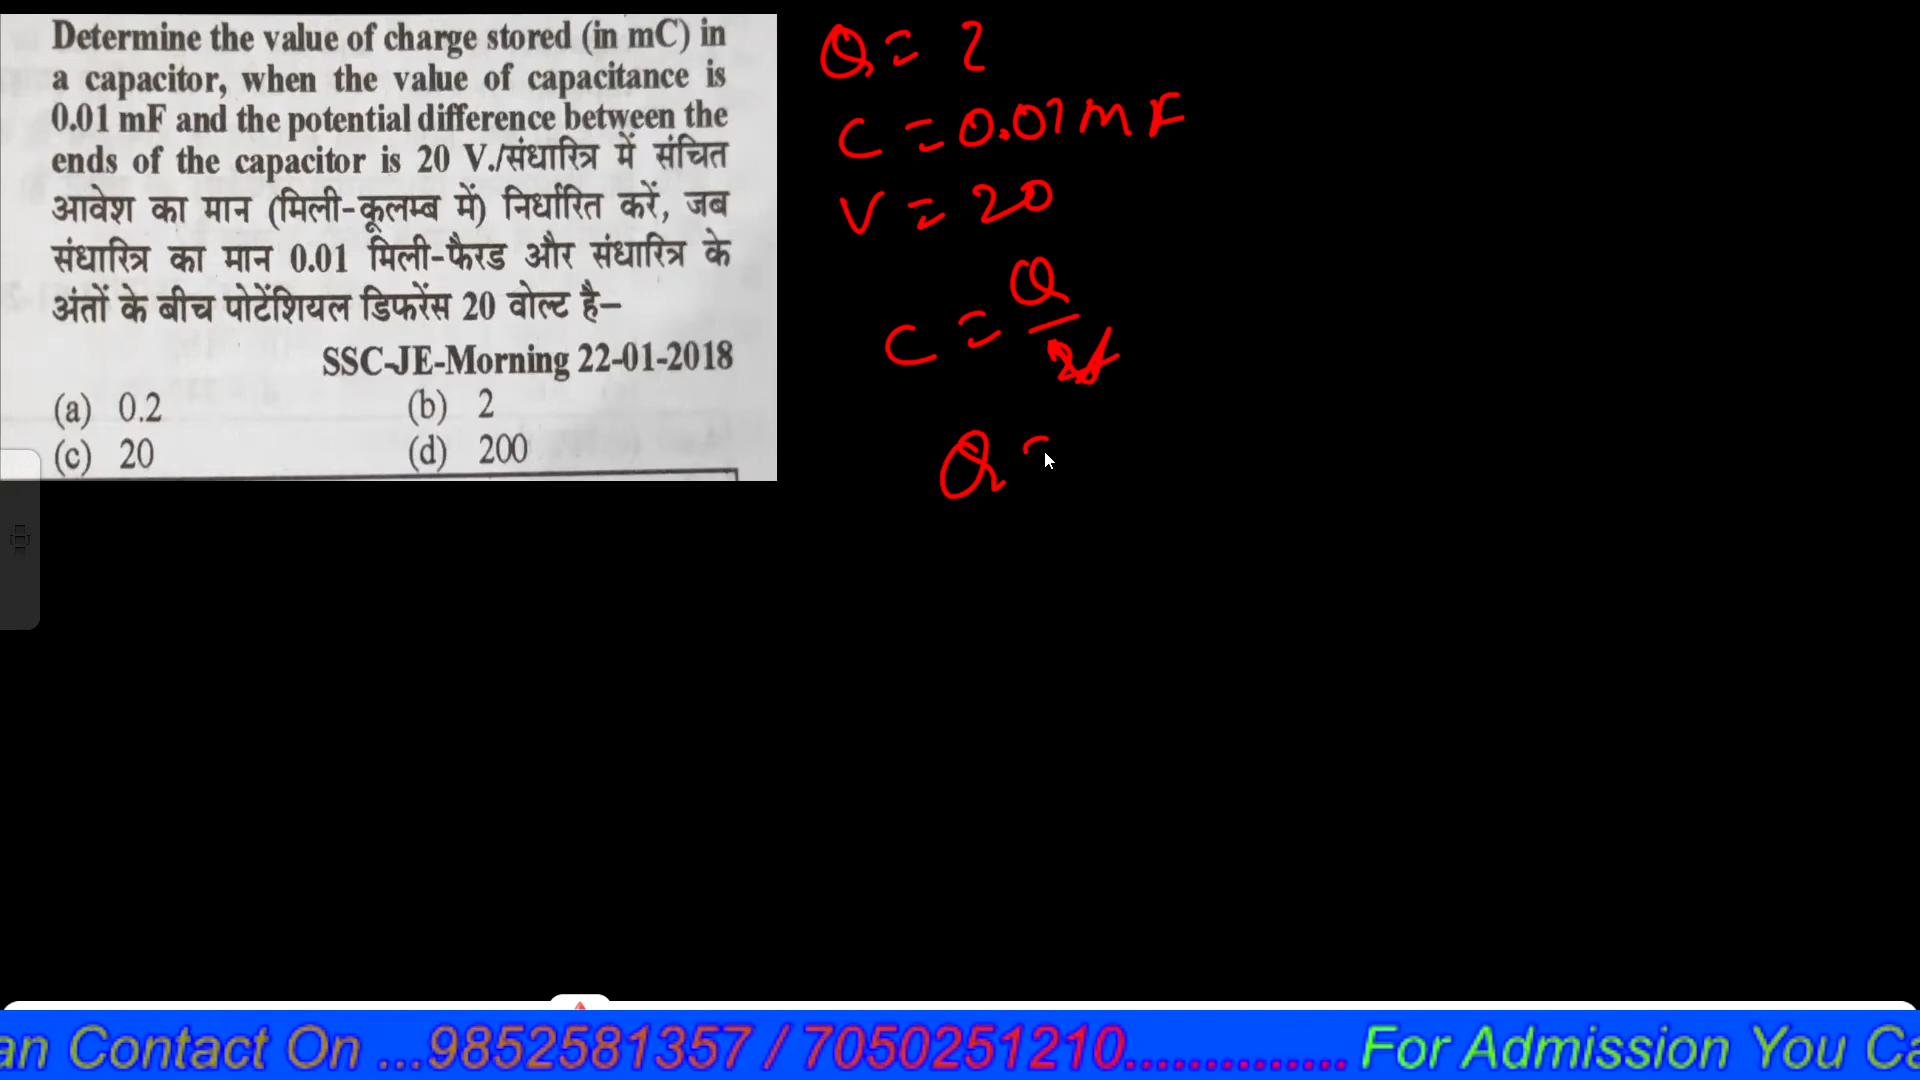 Determine the value of charge stored (in mC) in
a capacitor, when the value of capacitance is
0.01 mF and the potential difference between the
ends of the capacitor is 20 V./संधारित्र में संचित
आवेश का मान (मिली-कूलम्ब में) निर्धारित करें, जब
संधारित्र का मान 0.01 मिली-फैरड और संधारित्र के
अंतों के बीच पोटेंशियल डिफरेंस 20 वोल्ट है–
SSC-JE-Morning 22-01-2018
(a) 0.2 (b) 2
(c) 20 (d) 200
Q = 2
C = 0.01 m F
V = 20
C = Q
Q =
an Contact On ...9852581357 / 7050251210.............. For Admission You Ca